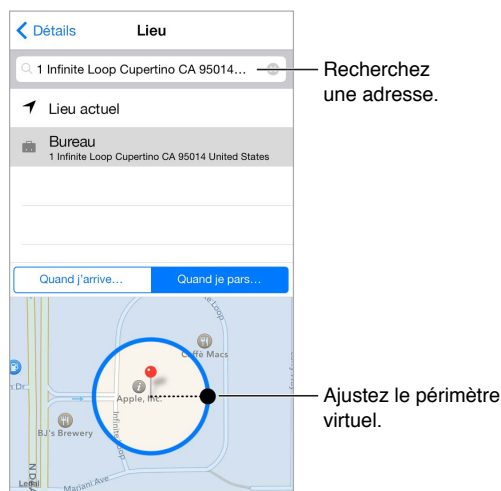 Détails
Lieu
1 Infinite Loop Cupertino CA 95014…
Recherchez
une adresse.
Lieu actuel
Bureau
1 Infinite Loop Cupertino CA 95014 United States
Quand j'arrive…
Quand je pars…
Loop
Caffè Macs
Apple, Inc.
Infinite Loop
BJ's Brewery
Mariani Ave
Legal
Ajustez le périmètre
virtuel.